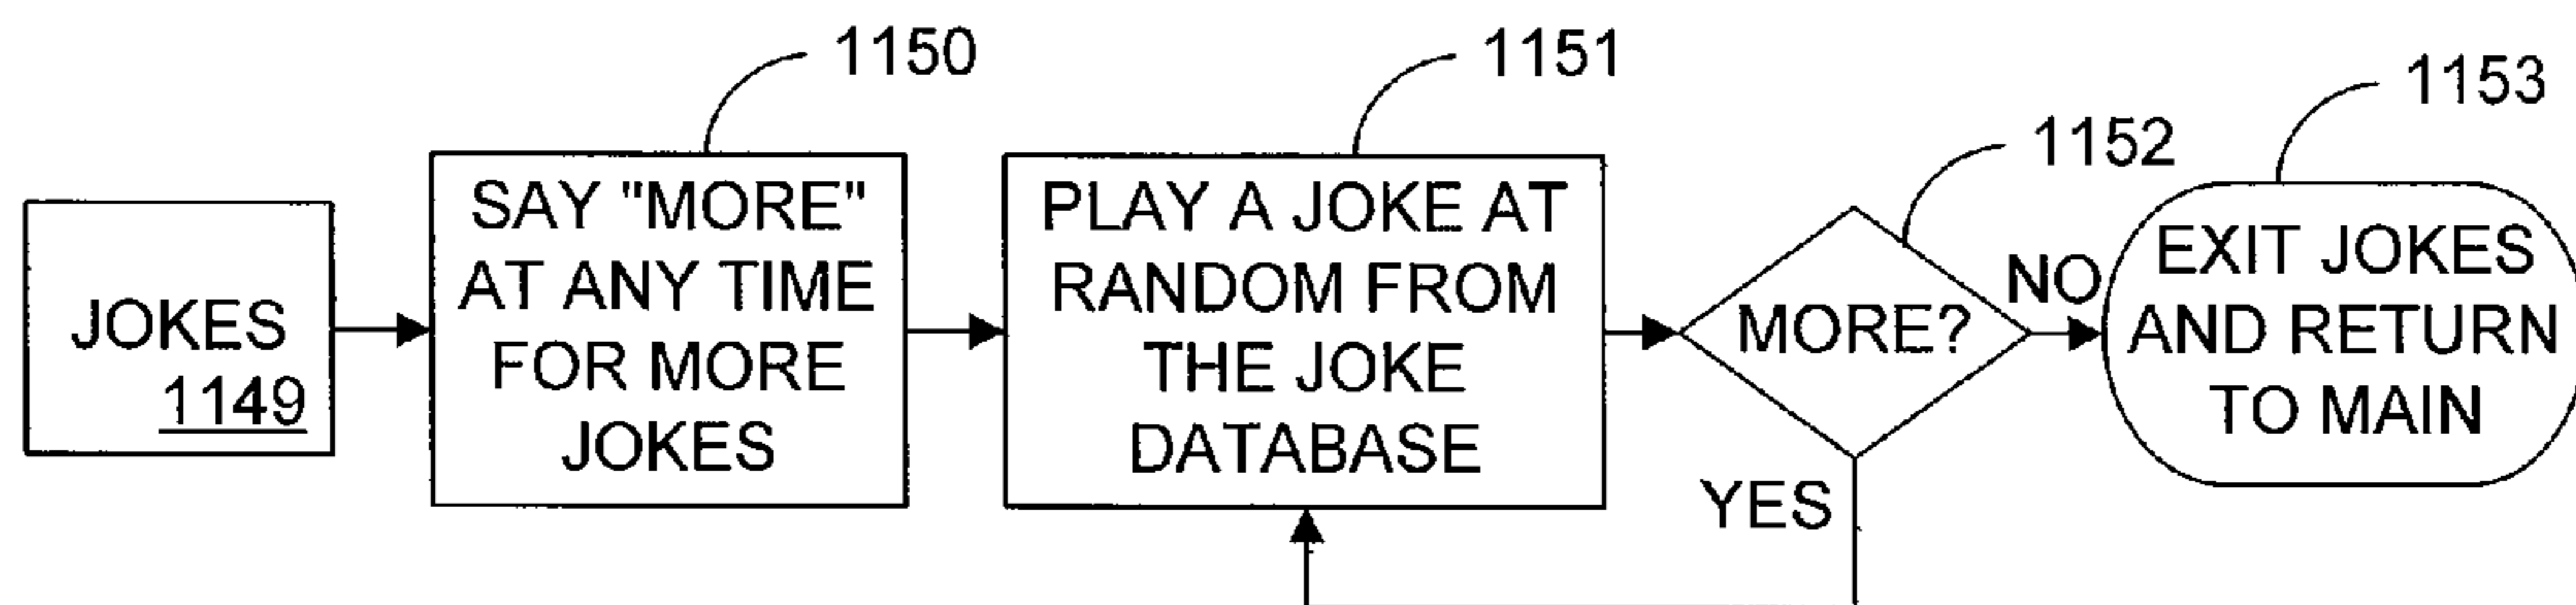 1150
1151
1153
1152
JOKES
1149
SAY "MORE"
AT ANY TIME
FOR MORE
JOKES
PLAY A JOKE AT
RANDOM FROM
THE JOKE
DATABASE
MORE?
NO
YES
EXIT JOKES
AND RETURN
TO MAIN